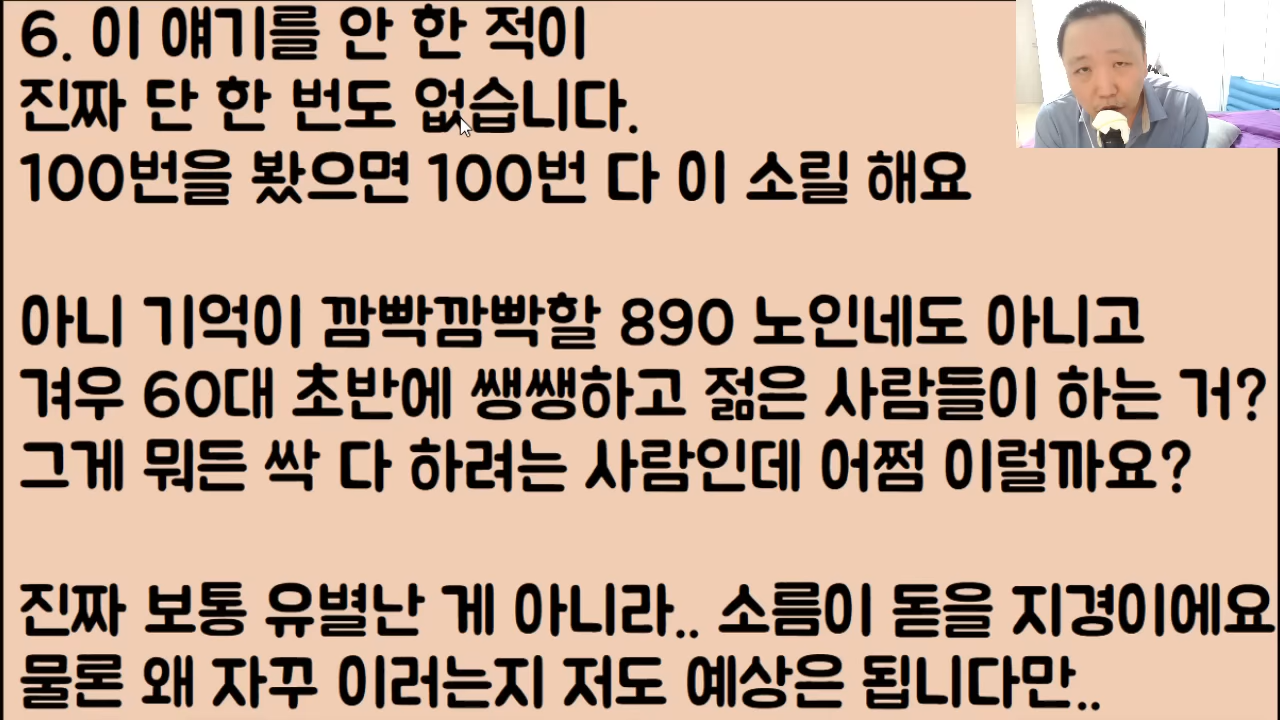 6. 이 얘기를 안 한 적이
진짜 단 한 번도 없습니다.
100번을 봤으면 100번 다 이 소릴 해요
아니 기억이 깜빡깜빡할 890 노인네도 아니고
겨우 60대 초반에 쌩쌩하고 젊은 사람들이 하는 거?
그게 뭐든 싹 다 하려는 사람인데 어쩜 이럴까요?
진짜 보통 유별난 게 아니라.. 소름이 돋을 지경이에요
물론 왜 자꾸 이러는지 저도 예상은 됩니다만..